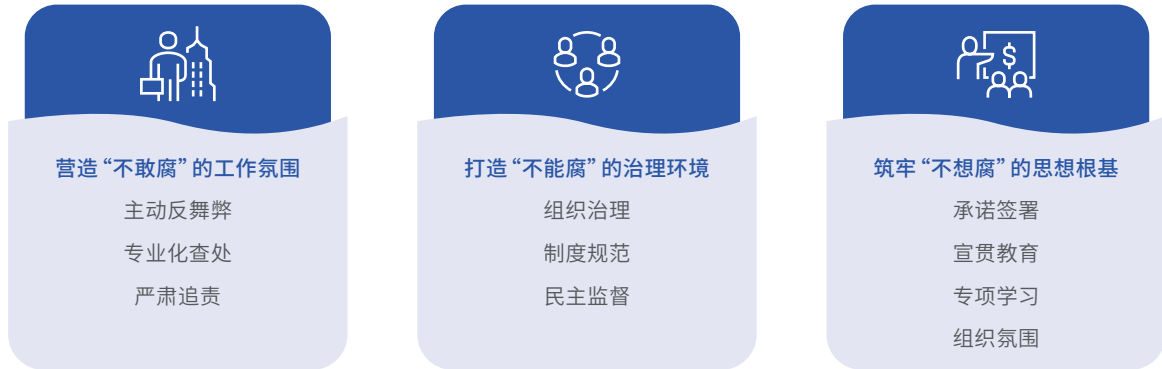 营造“不敢腐”的工作氛围
主动反舞弊
专业化查处
严肃追责
打造“不能腐”的治理环境
组织治理
制度规范
民主监督
$
筑牢“不想腐”的思想根基
承诺签署
宣贯教育
专项学习
组织氛围